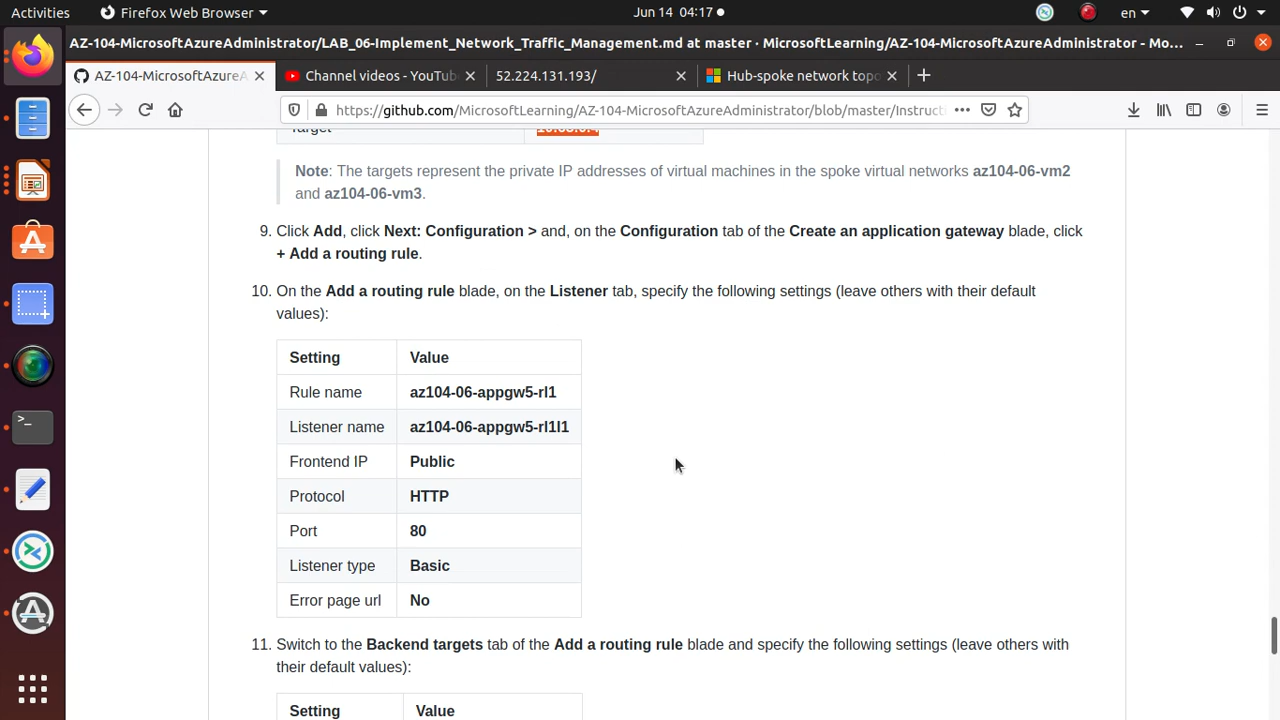 Activities
Firefox Web Browser
Jun 14 04:17
en
AZ-104-MicrosoftAzureAdministrator/LAB_06-Implement_Network_Traffic_Management.md at master · MicrosoftLearning/AZ-104-MicrosoftAzureAdministrator - Mo...
AZ-104-MicrosoftAzureA
Channel videos - YouTub
52.224.131.193/
Hub-spoke network topo
https://github.com/MicrosoftLearning/AZ-104-MicrosoftAzureAdministrator/blob/master/Instructi
Target
10.63.0.4
Note: The targets represent the private IP addresses of virtual machines in the spoke virtual networks az104-06-vm2
and az104-06-vm3.
9. Click Add, click Next: Configuration > and, on the Configuration tab of the Create an application gateway blade, click
+ Add a routing rule.
10. On the Add a routing rule blade, on the Listener tab, specify the following settings (leave others with their default
values):
Setting Value
Rule name az104-06-appgw5-rl1
Listener name az104-06-appgw5-rl1l1
Frontend IP Public
Protocol HTTP
Port 80
Listener type Basic
Error page url No
11. Switch to the Backend targets tab of the Add a routing rule blade and specify the following settings (leave others with
their default values):
Setting Value